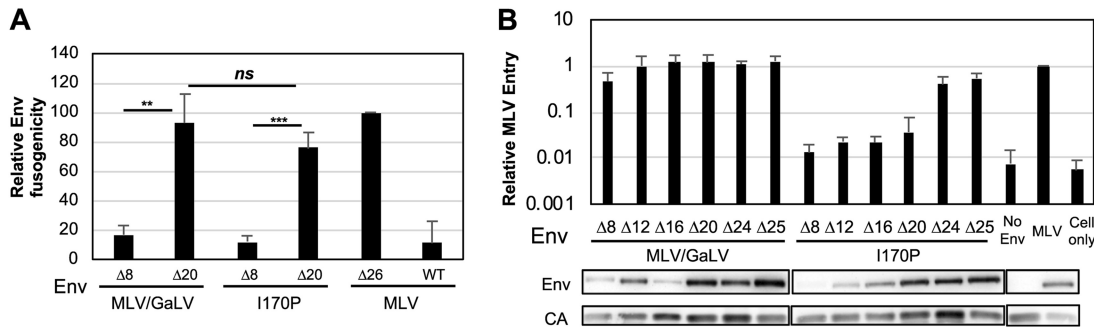 A
Relative Env
fusogenicity
140
120
100
80
60
40
20
0
ns
**
***
Env
Δ8
Δ20
Δ8
Δ20
Δ26
WT
MLV/GaLV
I170P
MLV
B
Relative MLV Entry
10
1
0.1
0.01
0.001
Env
Δ8
Δ12
Δ16
Δ20
Δ24
Δ25
Δ8
Δ12
Δ16
Δ20
Δ24
Δ25
No
Env
MLV
Cell
only
MLV/GaLV
I170P
Env
CA